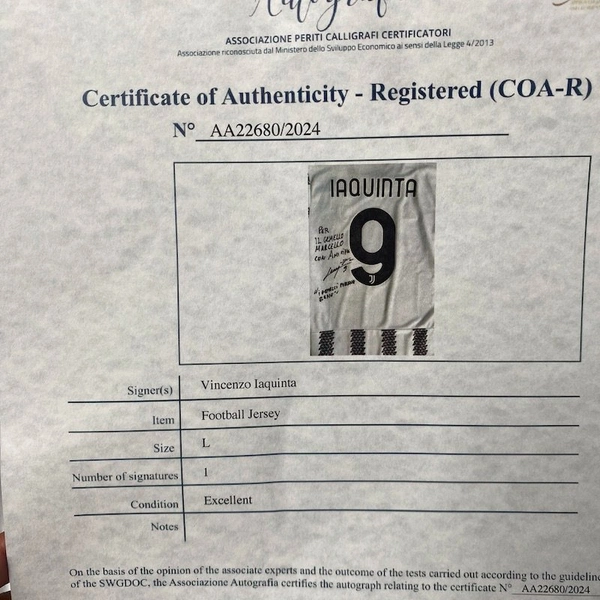 Autograf
ASSOCIAZIONE PERITI CALLIGRAFI CERTIFICATORI
Associazione riconosciuta dal Ministero dello Sviluppo Economico ai sensi della Legge 4/2013
Certificate of Authenticity - Registered (COA-R)
N° AA22680/2024
IAQUINTA
9
PER
IL GEMELLO
MARCELLO
CON
Signer(s) Vincenzo Iaquinta
Item Football Jersey
Size L
Number of signatures 1
Condition Excellent
Notes
On the basis of the opinion of the associate experts and the outcome of the tests carried out according to the guideline
of the SWGDOC, the Associazione Autografia certifies the autograph relating to the certificate N° AA22680/2024